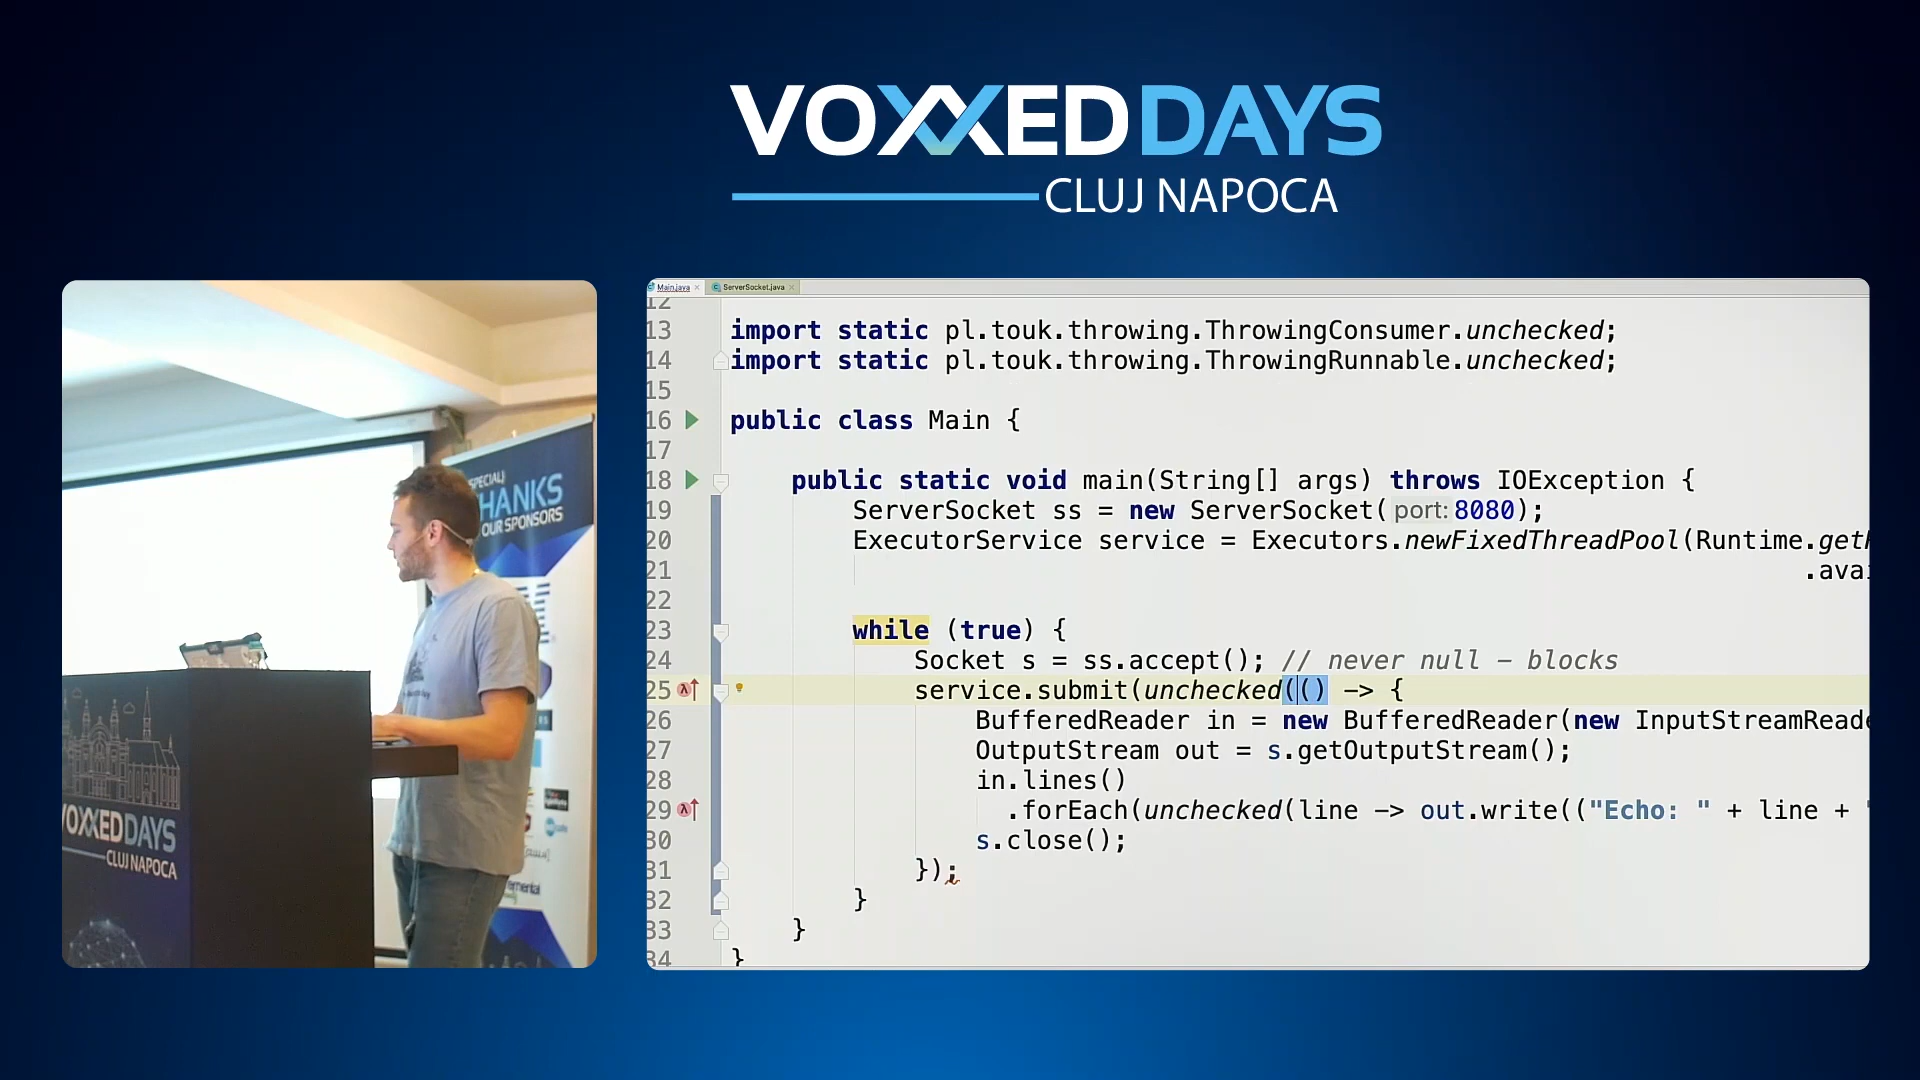 VOXXEDDAYS
CLUJ NAPOCA
SPECIAL)
HANKS
OUR SPONSORS
VOXXEDDAYS
CLUJ NAPOCA
Main.java ServerSocket.java
12
13 import static pl.touk.throwing.ThrowingConsumer.unchecked;
14 import static pl.touk.throwing.ThrowingRunnable.unchecked;
15
16 public class Main {
17
18 public static void main(String[] args) throws IOException {
19 ServerSocket ss = new ServerSocket( port: 8080);
20 ExecutorService service = Executors.newFixedThreadPool(Runtime.get
21 .avai
22
23 while (true) {
24 Socket s = ss.accept(); // never null – blocks
25 service.submit(unchecked(() -> {
26 BufferedReader in = new BufferedReader(new InputStreamReade
27 OutputStream out = s.getOutputStream();
28 in.lines()
29 .forEach(unchecked(line -> out.write(("Echo: " + line + "
30 s.close();
31 });
32 }
33 }
34 }